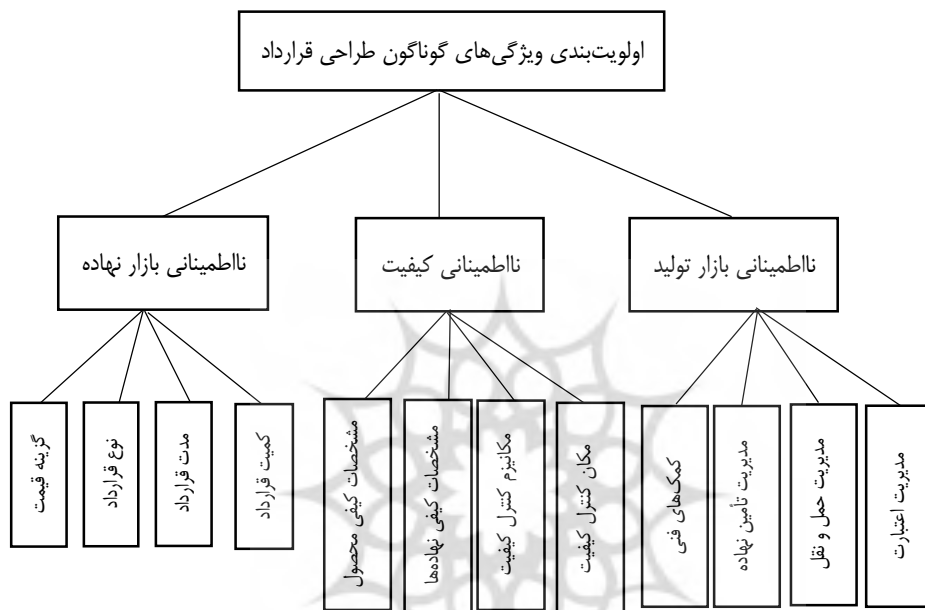 اولویت‌بندی ویژگی‌های گوناگون طراحی قرارداد
نااطمینانی بازار تولید
نااطمینانی کیفیت
نااطمینانی بازار نهاده
مدیریت اعتبارت
مدیریت حمل و نقل
مدیریت تأمین نهاده
کمک‌های فنی
مکان کنترل کیفیت
مکانیزم کنترل کیفیت
مشخصات کیفی نهاده‌ها
مشخصات کیفی محصول
کمیت قرارداد
مدت قرارداد
نوع قرارداد
گزینه قیمت